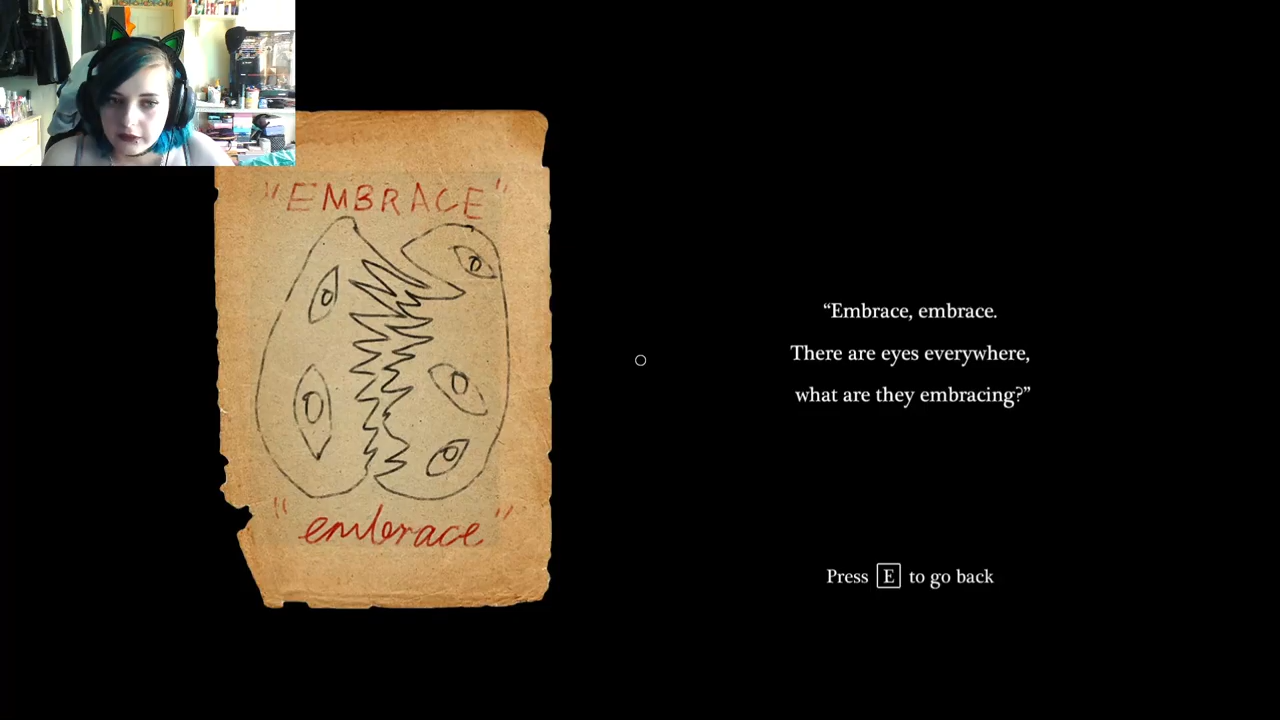 "EMBRACE"
"embrace"
“Embrace, embrace.
There are eyes everywhere,
what are they embracing?”
Press E to go back